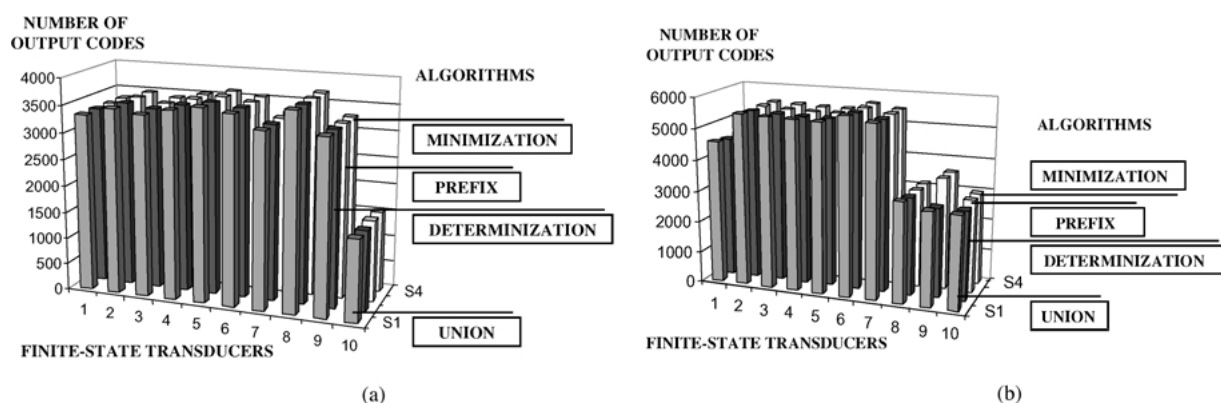 NUMBER OF
OUTPUT CODES
4000
3500
3000
2500
2000
1500
1000
500
0
1 2 3 4 5 6 7 8 9 10
S1
S4
ALGORITHMS
MINIMIZATION
PREFIX
DETERMINIZATION
UNION
FINITE-STATE TRANSDUCERS
(a)
NUMBER OF
OUTPUT CODES
6000
5000
4000
3000
2000
1000
0
1 2 3 4 5 6 7 8 9 10
S1
S4
ALGORITHMS
MINIMIZATION
PREFIX
DETERMINIZATION
UNION
FINITE-STATE TRANSDUCERS
(b)